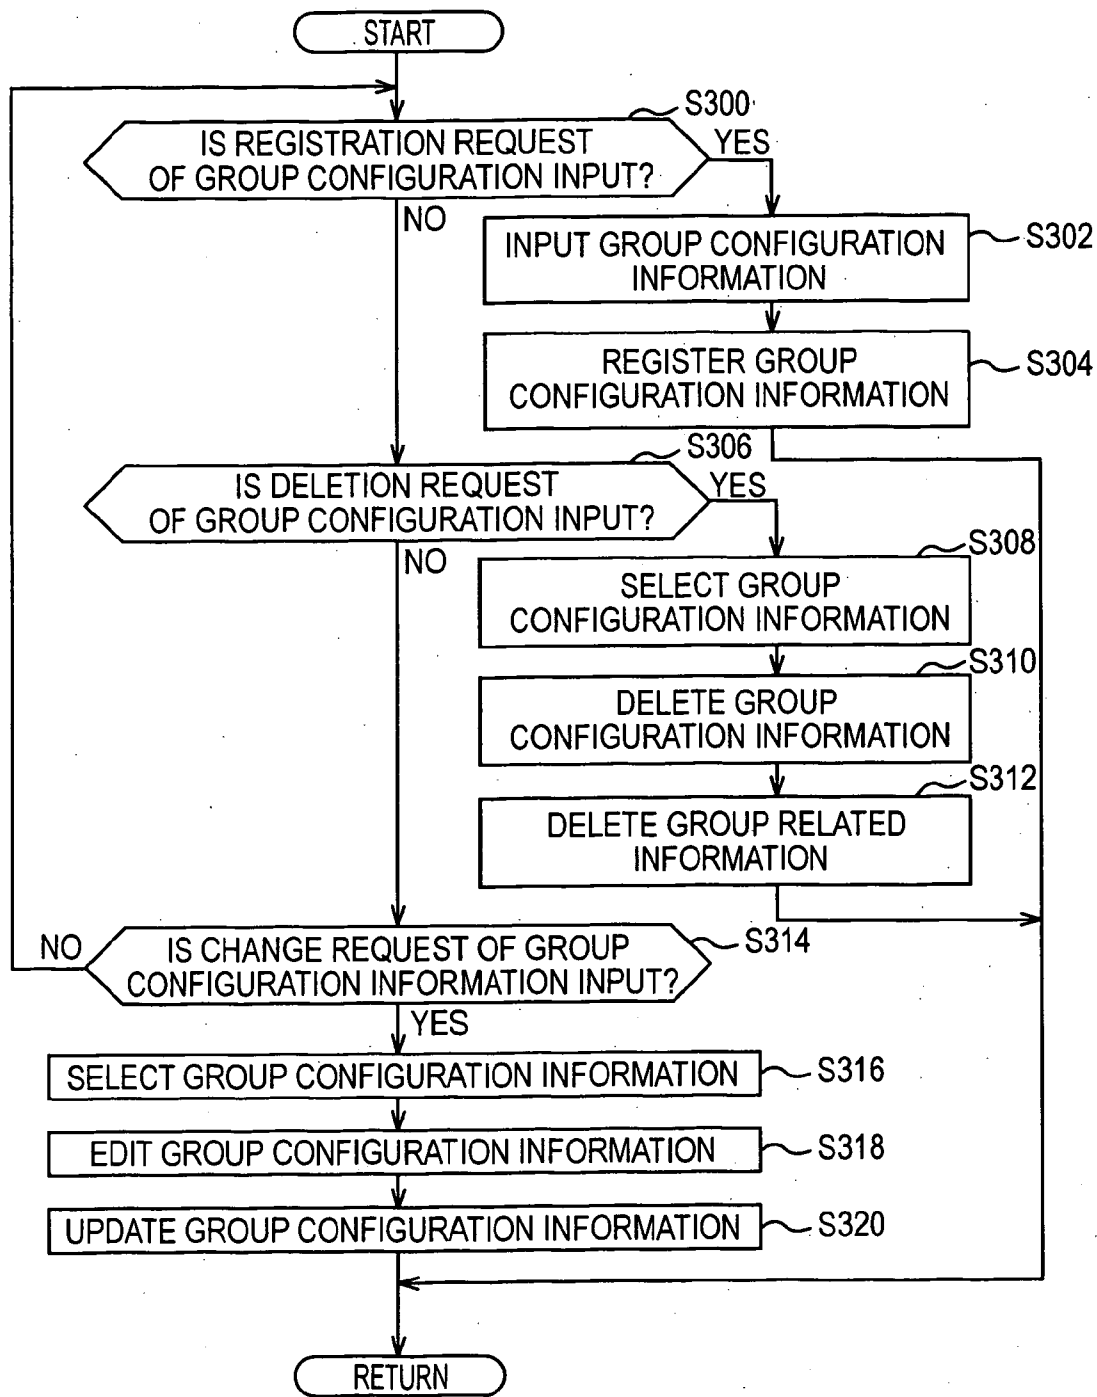 START
S300
IS REGISTRATION REQUEST
OF GROUP CONFIGURATION INPUT?
YES
NO
INPUT GROUP CONFIGURATION
INFORMATION
S302
REGISTER GROUP
CONFIGURATION INFORMATION
S304
S306
IS DELETION REQUEST
OF GROUP CONFIGURATION INPUT?
YES
NO
S308
SELECT GROUP
CONFIGURATION INFORMATION
S310
DELETE GROUP
CONFIGURATION INFORMATION
S312
DELETE GROUP RELATED
INFORMATION
NO
IS CHANGE REQUEST OF GROUP
CONFIGURATION INFORMATION INPUT?
S314
YES
SELECT GROUP CONFIGURATION INFORMATION
S316
EDIT GROUP CONFIGURATION INFORMATION
S318
UPDATE GROUP CONFIGURATION INFORMATION
S320
RETURN